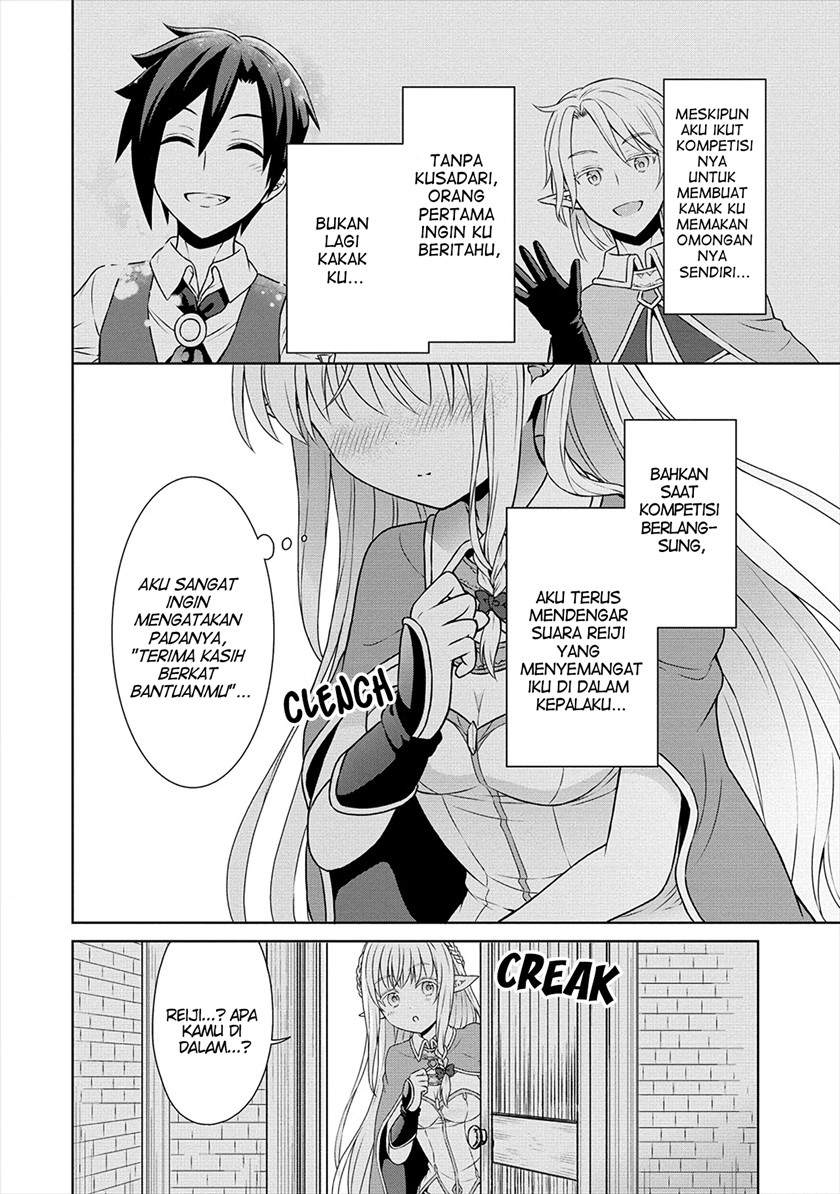 MESKIPUN
AKU IKUT
KOMPETISI
NYA
UNTUK
MEMBUAT
KAKAK KU
MEMAKAN
OMONGAN
NYA
SENDIRI...
TANPA
KUSADARI,
ORANG
PERTAMA
INGIN KU
BERITAHU,
BUKAN
LAGI
KAKAK
KU...
BAHKAN
SAAT
KOMPETISI
BERLANG-
SUNG,
AKU TERUS
MENDENGAR
SUARA REIJI
YANG
MENYEMANGAT
IKU DI DALAM
KEPALAKU...
AKU SANGAT
INGIN
MENGATAKAN
PADANYA,
"TERIMA KASIH
BERKAT
BANTUANMU"...
CLENCH
CREAK
REIJI...? APA
KAMU DI
DALAM...?